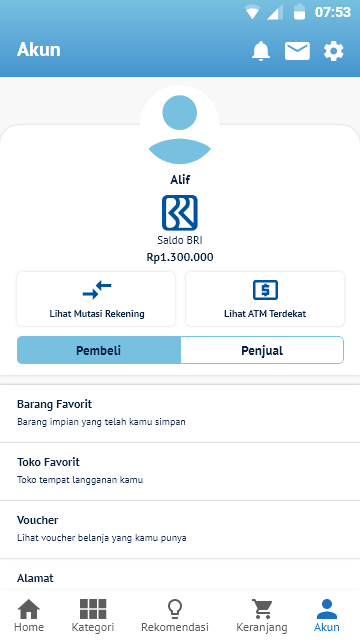 07:53
Akun
Alif
Saldo BRI
Rp1.300.000
Lihat Mutasi Rekening
Lihat ATM Terdekat
Pembeli
Penjual
Barang Favorit
Barang impian yang telah kamu simpan
Toko Favorit
Toko tempat langganan kamu
Voucher
Lihat voucher belanja yang kamu punya
Alamat
Home
Kategori
Rekomendasi
Keranjang
Akun